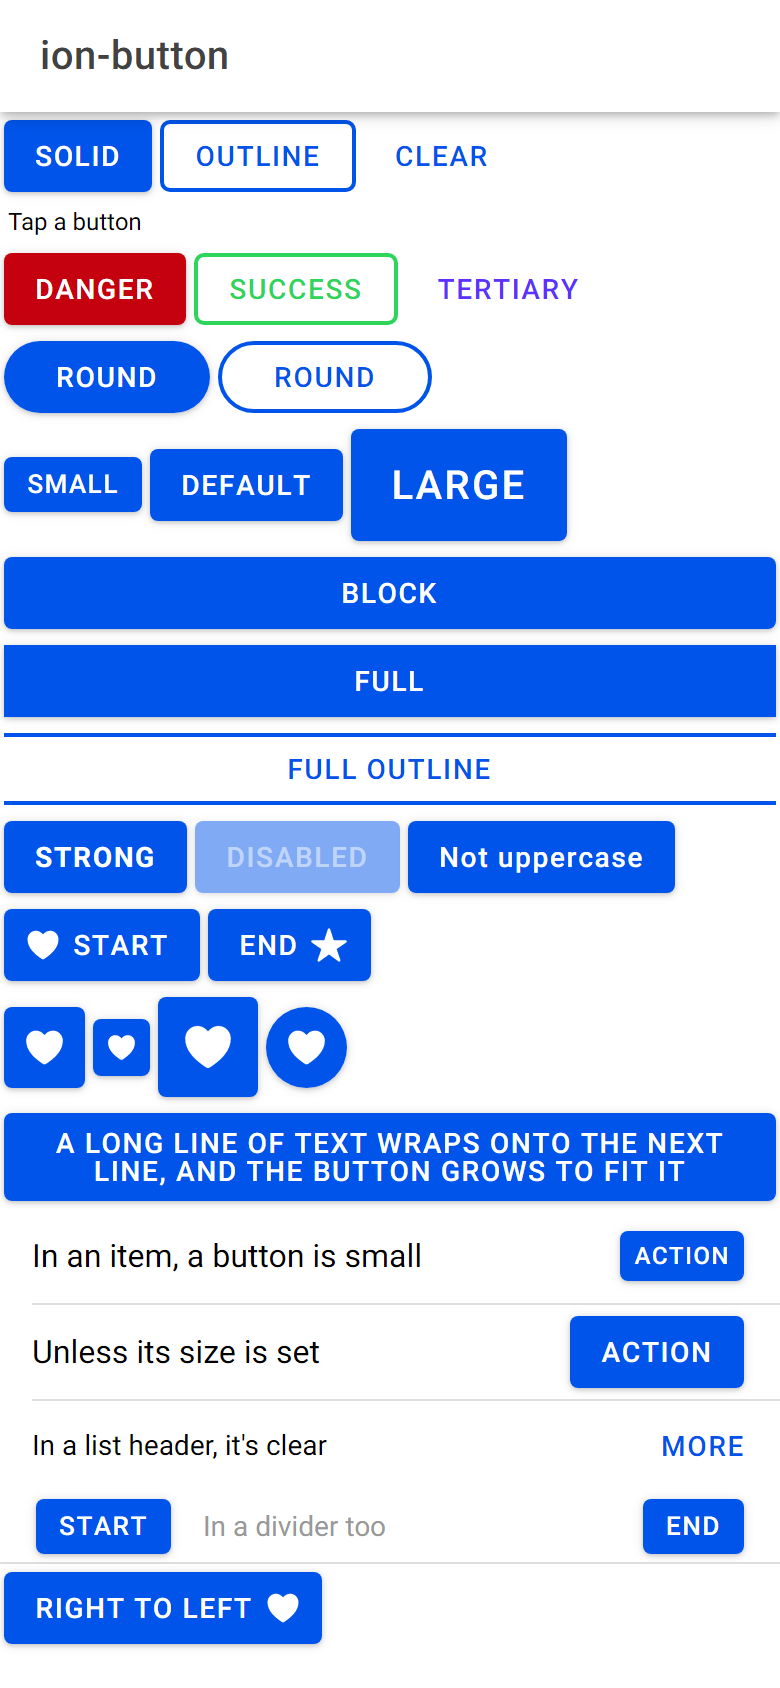 ion-button
SOLID
OUTLINE
CLEAR
Tap a button
DANGER
SUCCESS
TERTIARY
ROUND
ROUND
SMALL
DEFAULT
LARGE
BLOCK
FULL
FULL OUTLINE
STRONG
DISABLED
Not uppercase
START
END
A LONG LINE OF TEXT WRAPS ONTO THE NEXT
LINE, AND THE BUTTON GROWS TO FIT IT
In an item, a button is small
ACTION
Unless its size is set
ACTION
In a list header, it's clear
MORE
START
In a divider too
END
RIGHT TO LEFT